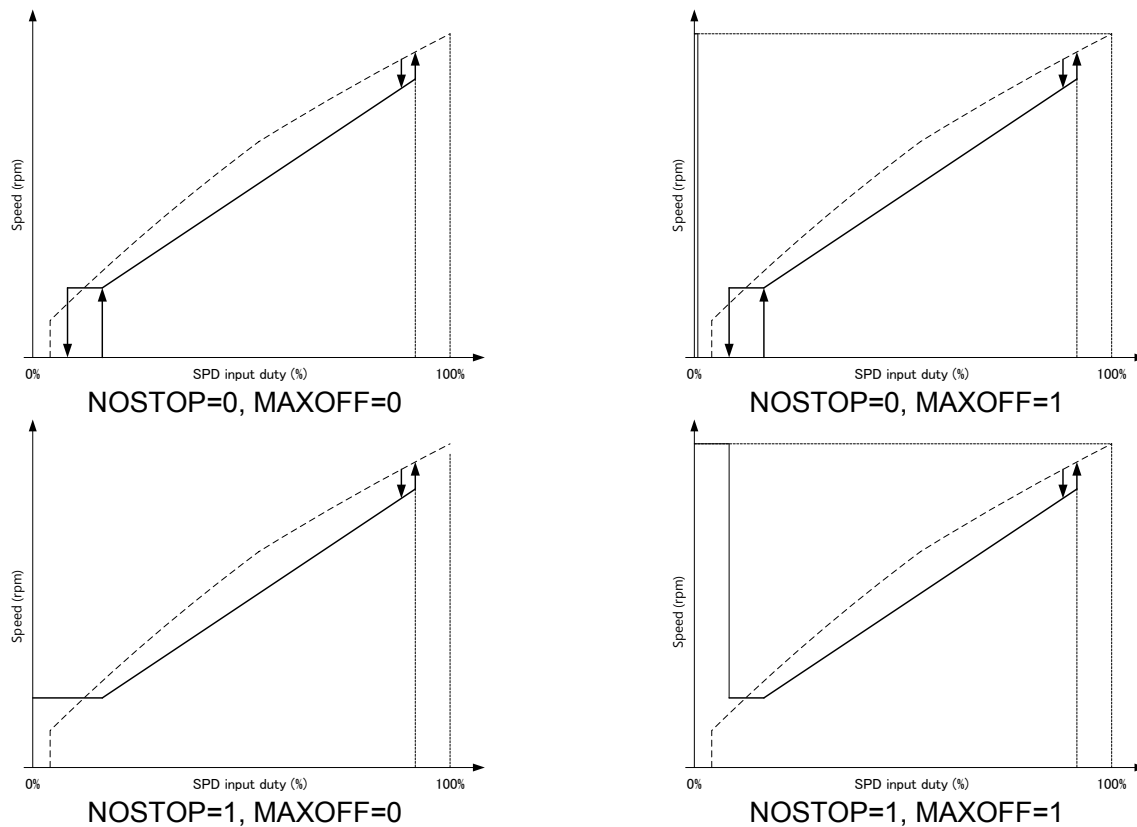 Speed (rpm)
0%
SPD input duty (%)
100%
NOSTOP=0, MAXOFF=0
Speed (rpm)
0%
SPD input duty (%)
100%
NOSTOP=0, MAXOFF=1
Speed (rpm)
0%
SPD input duty (%)
100%
NOSTOP=1, MAXOFF=0
Speed (rpm)
0%
SPD input duty (%)
100%
NOSTOP=1, MAXOFF=1